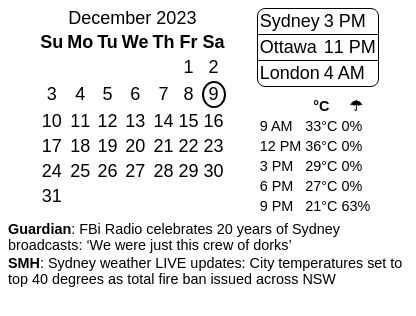 December 2023
Su Mo Tu We Th Fr Sa
1 2
3 4 5 6 7 8 9
10 11 12 13 14 15 16
17 18 19 20 21 22 23
24 25 26 27 28 29 30
31
Sydney 3 PM
Ottawa 11 PM
London 4 AM
°C ☂
9 AM 33°C 0%
12 PM 36°C 0%
3 PM 29°C 0%
6 PM 27°C 0%
9 PM 21°C 63%
Guardian: FBi Radio celebrates 20 years of Sydney
broadcasts: ‘We were just this crew of dorks’
SMH: Sydney weather LIVE updates: City temperatures set to
top 40 degrees as total fire ban issued across NSW